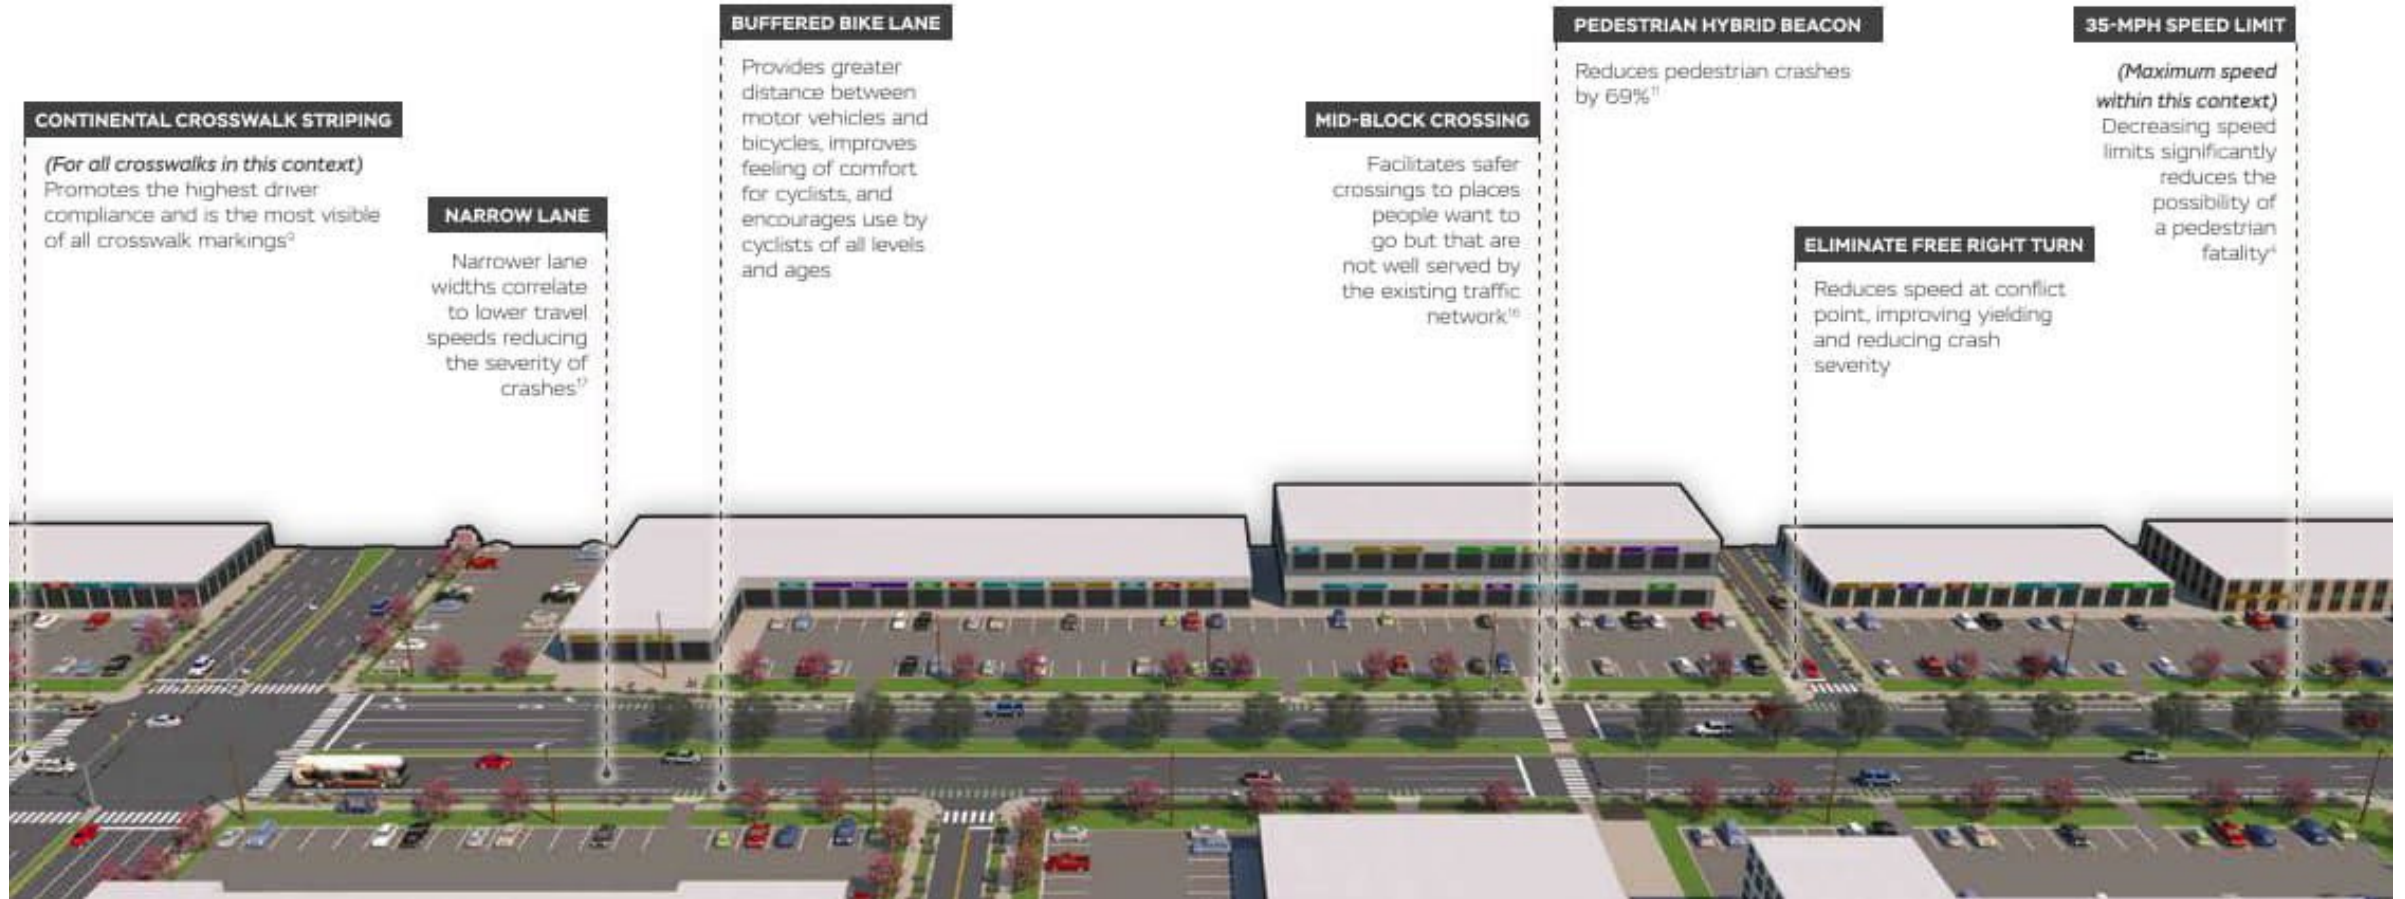 CONTINENTAL CROSSWALK STRIPING
(For all crosswalks in this context)
Promotes the highest driver
compliance and is the most visible
of all crosswalk markings⁹
NARROW LANE
Narrower lane
widths correlate
to lower travel
speeds reducing
the severity of
crashes¹⁷
BUFFERED BIKE LANE
Provides greater
distance between
motor vehicles and
bicycles, improves
feeling of comfort
for cyclists, and
encourages use by
cyclists of all levels
and ages
MID-BLOCK CROSSING
Facilitates safer
crossings to places
people want to
go but that are
not well served by
the existing traffic
network¹⁶
PEDESTRIAN HYBRID BEACON
Reduces pedestrian crashes
by 69%¹¹
ELIMINATE FREE RIGHT TURN
Reduces speed at conflict
point, improving yielding
and reducing crash
severity
35-MPH SPEED LIMIT
(Maximum speed
within this context)
Decreasing speed
limits significantly
reduces the
possibility of
a pedestrian
fatality⁴